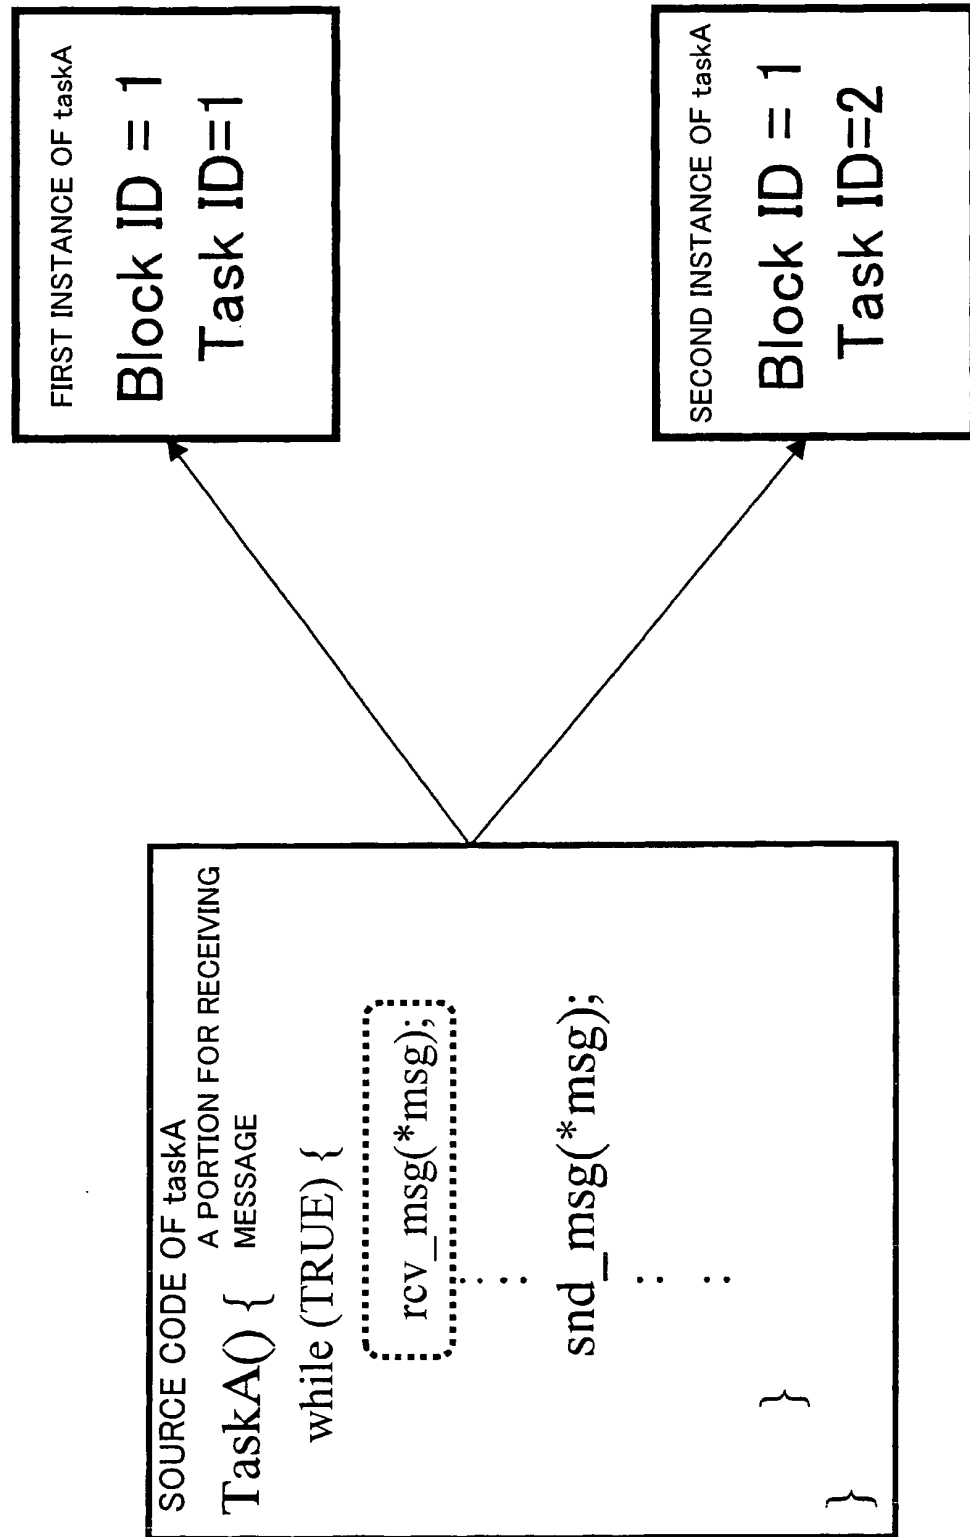 SOURCE CODE OF taskA
A PORTION FOR RECEIVING
MESSAGE
TaskA() {
while (TRUE) {
rcv_msg(*msg);
....
snd_msg(*msg);
.. ..
}
}
FIRST INSTANCE OF taskA
Block ID = 1
Task ID=1
SECOND INSTANCE OF taskA
Block ID = 1
Task ID=2